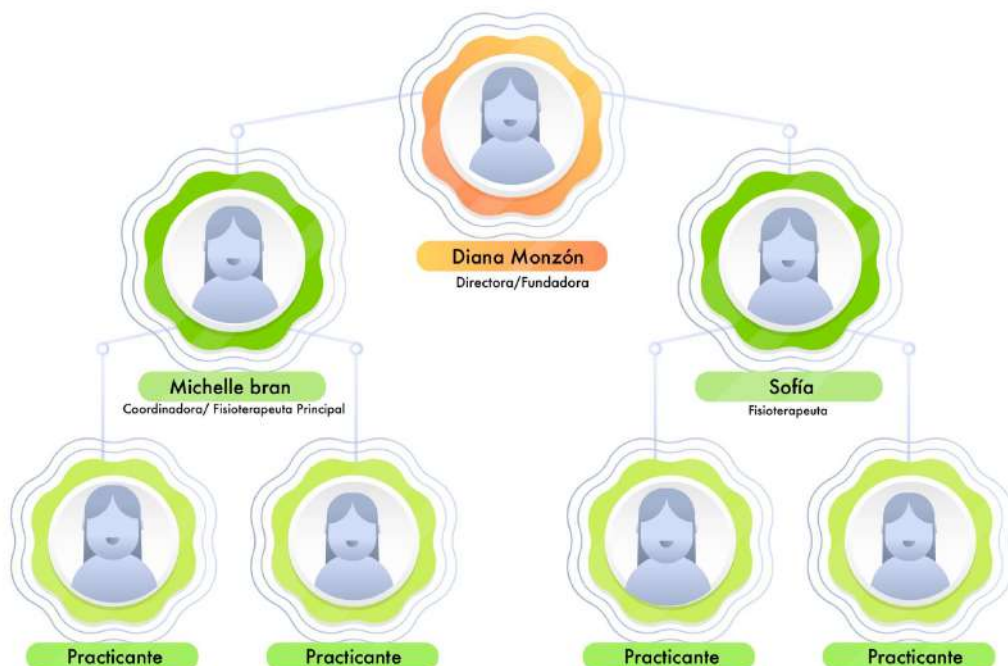 Diana Monzón
Directora/Fundadora
Michelle bran
Coordinadora/ Fisioterapeuta Principal
Sofía
Fisioterapeuta
Practicante
Practicante
Practicante
Practicante